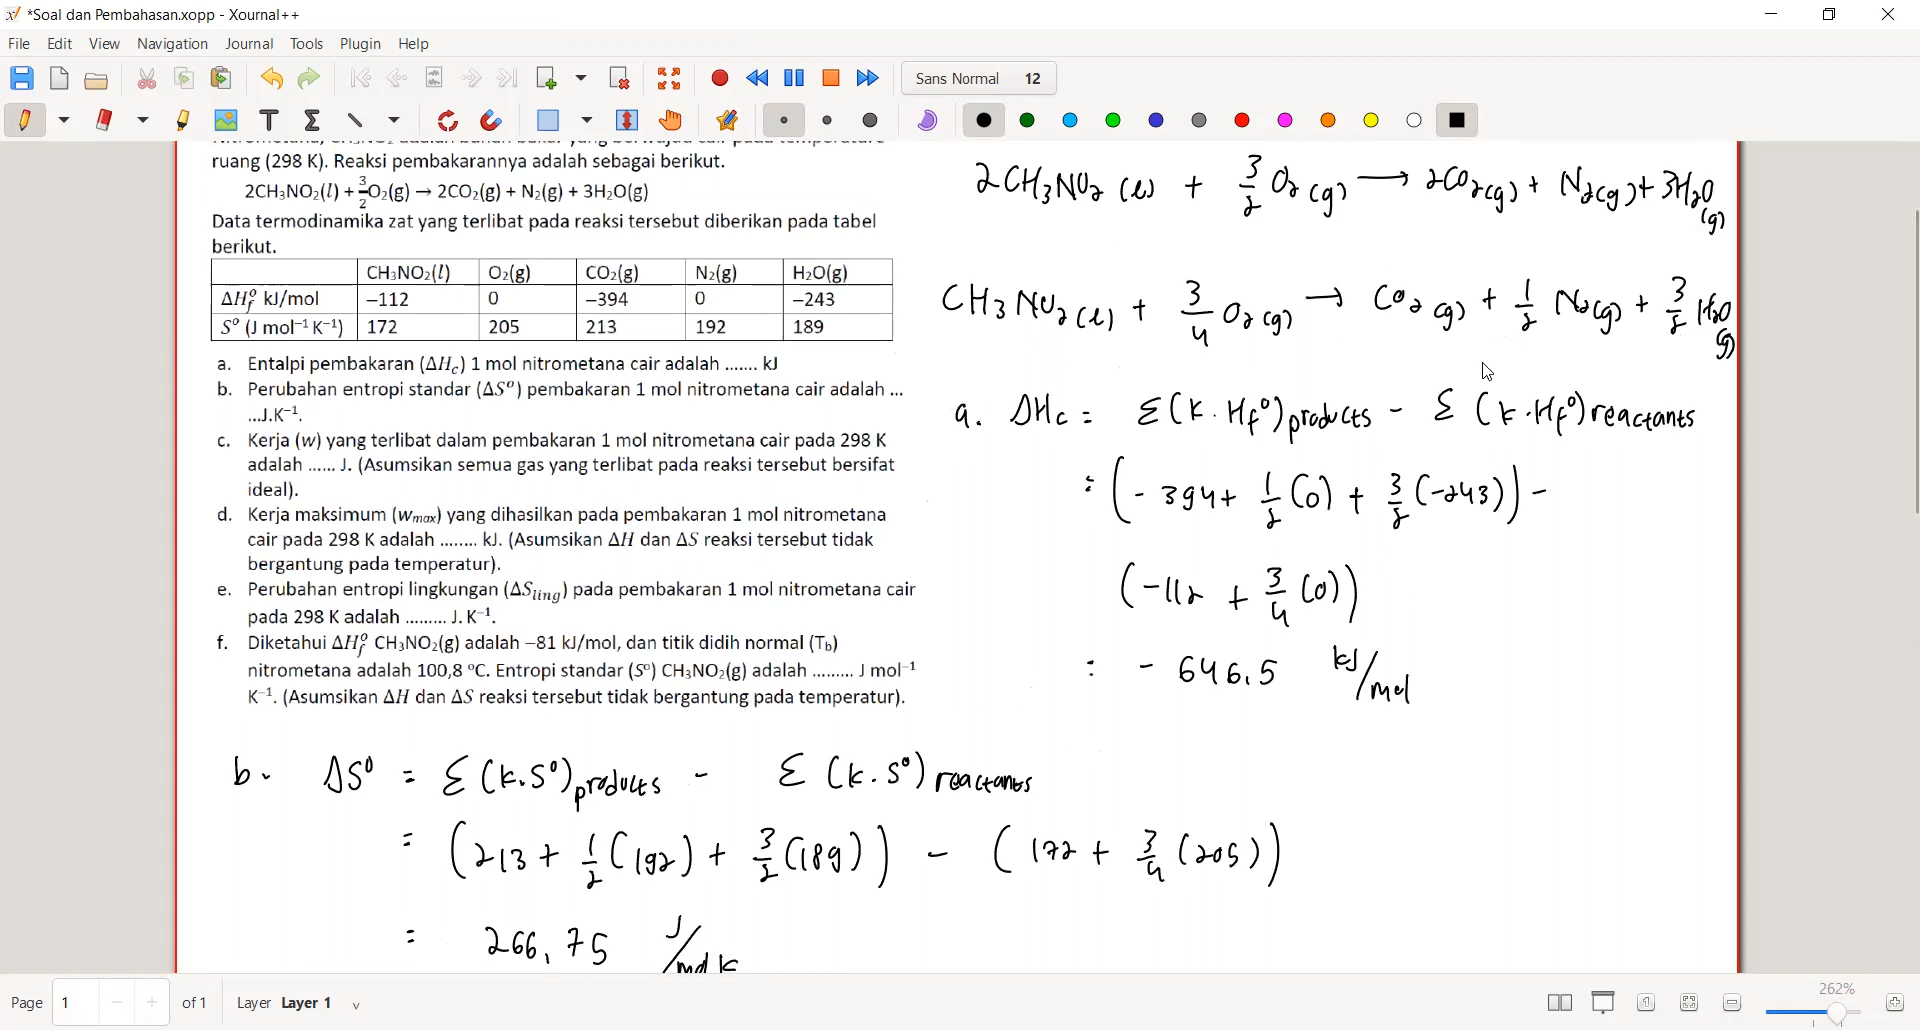 *Soal dan Pembahasan.xopp - Xournal++
File Edit View Navigation Journal Tools Plugin Help
Sans Normal 12
ruang (298 K). Reaksi pembakarannya adalah sebagai berikut.
2CH₃NO₂(l) + 3/2 O₂(g) → 2CO₂(g) + N₂(g) + 3H₂O(g)
Data termodinamika zat yang terlibat pada reaksi tersebut diberikan pada tabel
berikut.
CH₃NO₂(l) O₂(g) CO₂(g) N₂(g) H₂O(g)
ΔH_f° kJ/mol –112 0 –394 0 –243
S° (J mol⁻¹ K⁻¹) 172 205 213 192 189
a. Entalpi pembakaran (ΔH_c) 1 mol nitrometana cair adalah ....... kJ
b. Perubahan entropi standar (ΔS°) pembakaran 1 mol nitrometana cair adalah ...
...J.K⁻¹.
c. Kerja (w) yang terlibat dalam pembakaran 1 mol nitrometana cair pada 298 K
adalah ...... J. (Asumsikan semua gas yang terlibat pada reaksi tersebut bersifat
ideal).
d. Kerja maksimum (w_max) yang dihasilkan pada pembakaran 1 mol nitrometana
cair pada 298 K adalah ........ kJ. (Asumsikan ΔH dan ΔS reaksi tersebut tidak
bergantung pada temperatur).
e. Perubahan entropi lingkungan (ΔS_ling) pada pembakaran 1 mol nitrometana cair
pada 298 K adalah ......... J. K⁻¹.
f. Diketahui ΔH_f° CH₃NO₂(g) adalah –81 kJ/mol, dan titik didih normal (T_b)
nitrometana adalah 100,8 °C. Entropi standar (S°) CH₃NO₂(g) adalah ......... J mol⁻¹
K⁻¹. (Asumsikan ΔH dan ΔS reaksi tersebut tidak bergantung pada temperatur).
2CH₃NO₂ (l) + 3/2 O₂ (g) → 2CO₂(g) + N₂(g) + 3H₂O (g)
CH₃NO₂(l) + 3/4 O₂ (g) → CO₂ (g) + 1/2 N₂(g) + 3/2 H₂O (g)
a. ΔHc = Σ(k . Hf°)products - Σ (k . Hf°)reactants
= (- 394 + 1/2 (0) + 3/2 (-243)) -
(-112 + 3/4 (0))
= - 646,5 kJ/mol
b. ΔS° = Σ(k.S°)products - Σ (k.S°)reactants
= (213 + 1/2 (192) + 3/2 (189)) - (172 + 3/4 (205))
= 266,75 J/mol K
Page 1 of 1 Layer Layer 1 262%